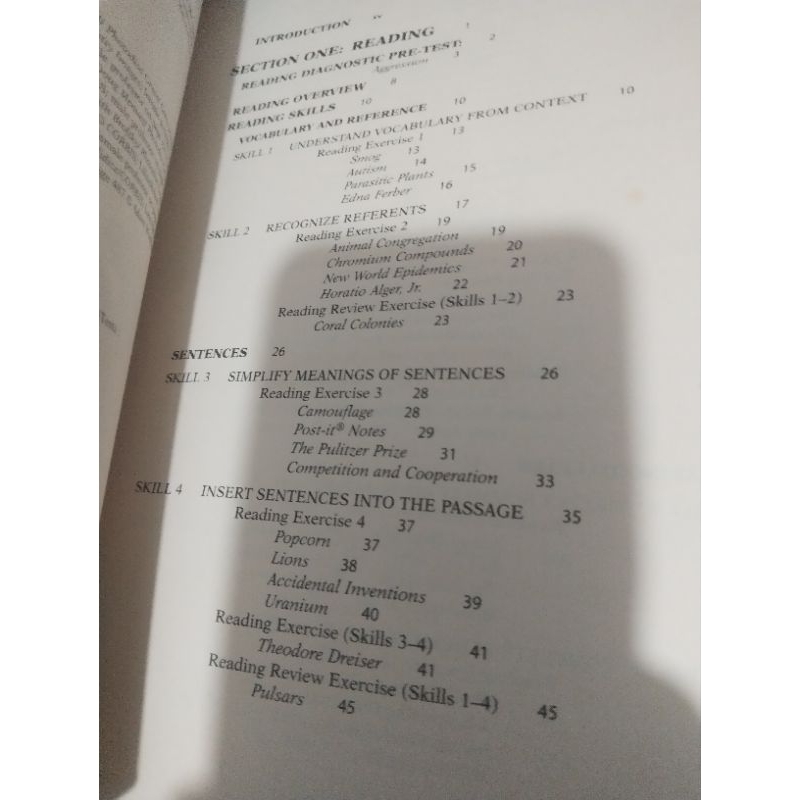 INTRODUCTION
SECTION ONE: READING 1
READING DIAGNOSTIC PRE-TEST: 2
Aggression 3
READING OVERVIEW 8
READING SKILLS 10
VOCABULARY AND REFERENCE 10
SKILL 1 UNDERSTAND VOCABULARY FROM CONTEXT 10
Reading Exercise 1 13
Smog 13
Autism 14
Parasitic Plants 15
Edna Ferber 16
SKILL 2 RECOGNIZE REFERENTS 17
Reading Exercise 2 19
Animal Congregation 19
Chromium Compounds 20
New World Epidemics 21
Horatio Alger, Jr. 22
Reading Review Exercise (Skills 1–2) 23
Coral Colonies 23
SENTENCES 26
SKILL 3 SIMPLIFY MEANINGS OF SENTENCES 26
Reading Exercise 3 28
Camouflage 28
Post-it® Notes 29
The Pulitzer Prize 31
Competition and Cooperation 33
SKILL 4 INSERT SENTENCES INTO THE PASSAGE 35
Reading Exercise 4 37
Popcorn 37
Lions 38
Accidental Inventions 39
Uranium 40
Reading Exercise (Skills 3–4) 41
Theodore Dreiser 41
Reading Review Exercise (Skills 1–4) 45
Pulsars 45